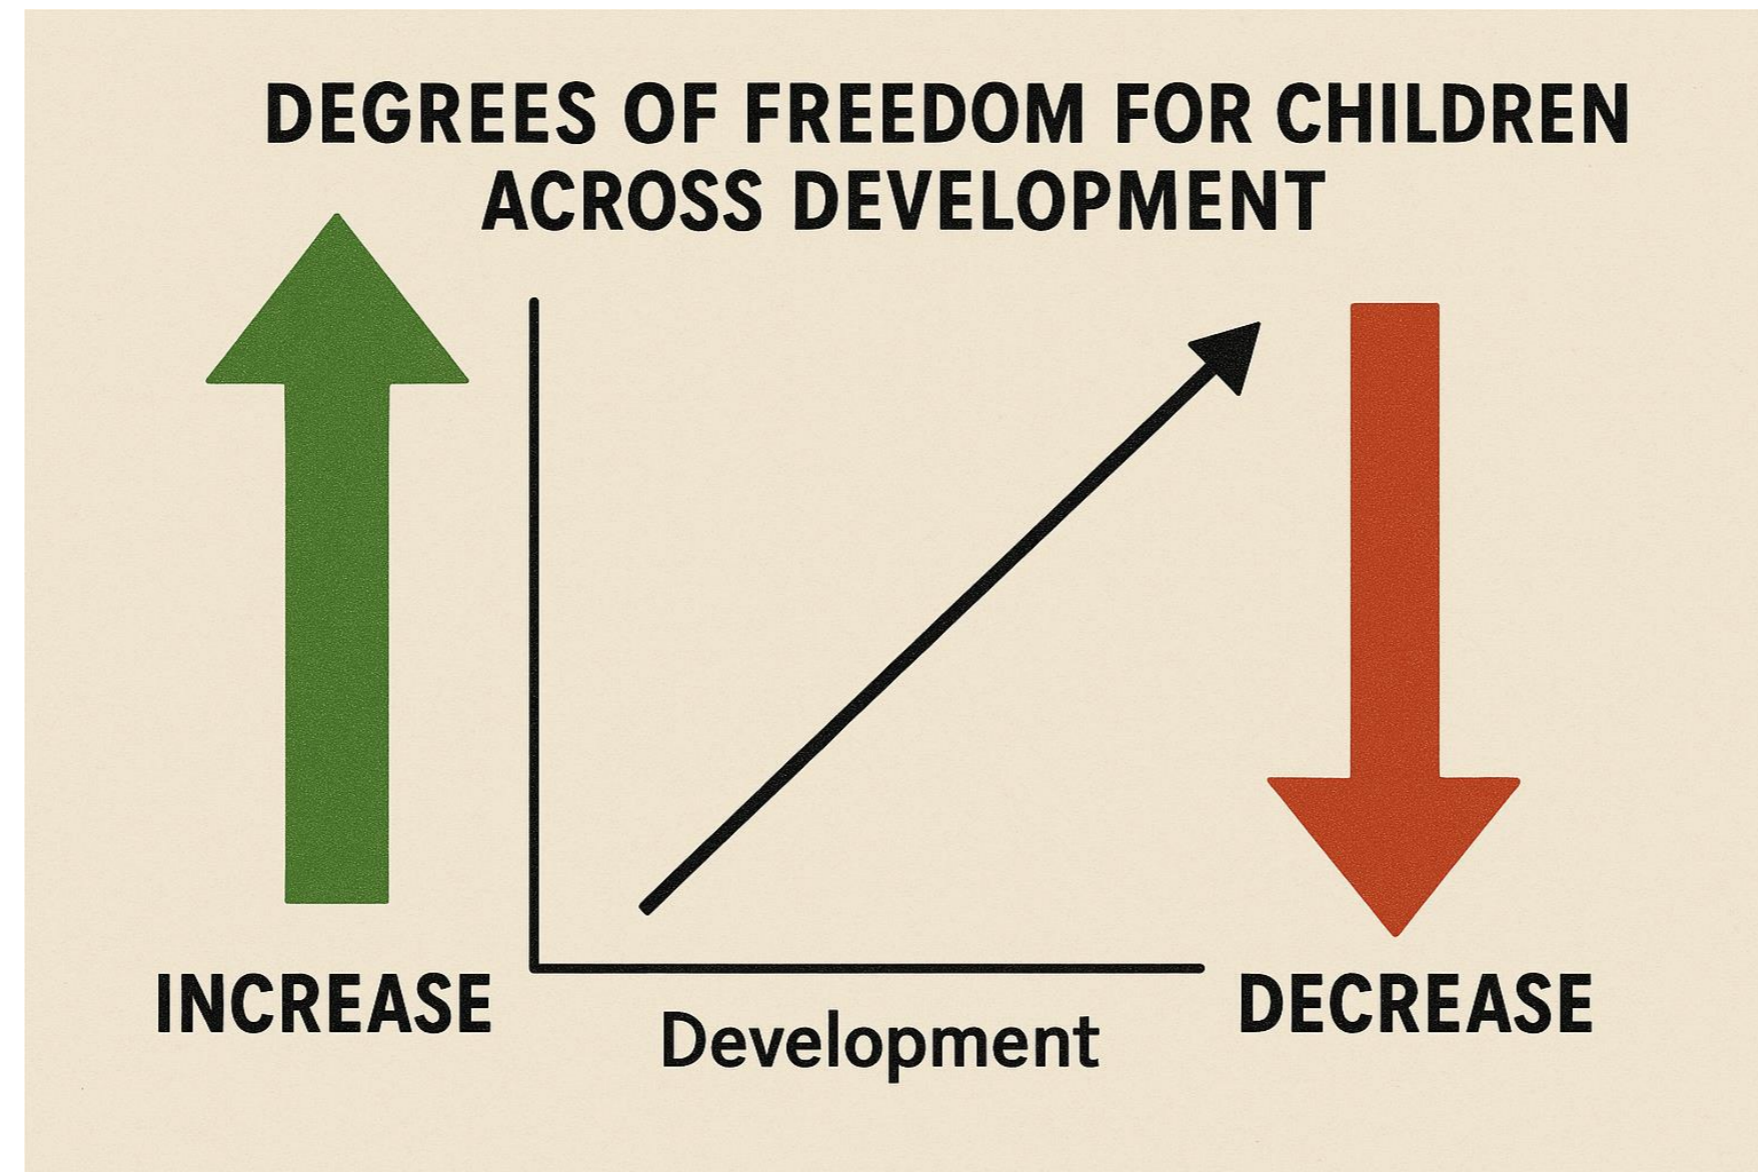 DEGREES OF FREEDOM FOR CHILDREN
ACROSS DEVELOPMENT
INCREASE
DECREASE
Development